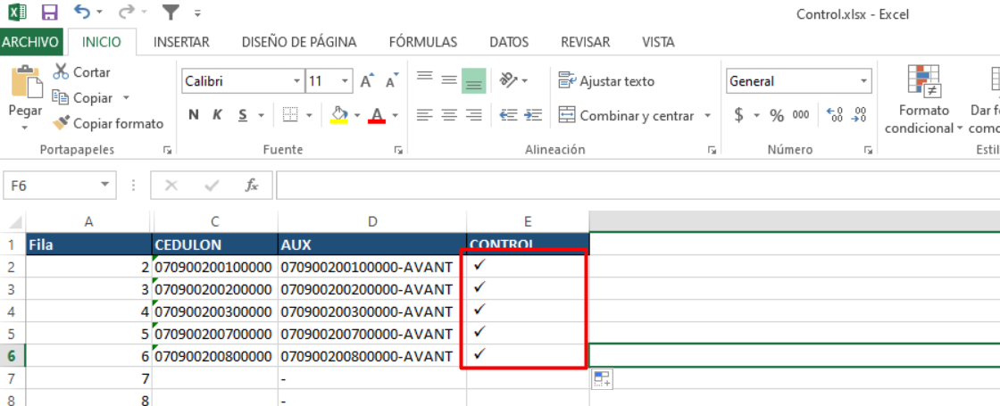 Control.xlsx - Excel
ARCHIVO INICIO INSERTAR DISEÑO DE PÁGINA FÓRMULAS DATOS REVISAR VISTA
Cortar
Copiar
Copiar formato
Pegar
Portapapeles
Calibri 11 A A
N K S A
Fuente
Ajustar texto
Combinar y centrar
Alineación
General
$ % 000
Número
Formato
condicional
Dar f
como
Estil
F6 fx
A C D E
1 Fila CEDULON AUX CONTROL
2 2 070900200100000 070900200100000-AVANT ✓
3 3 070900200200000 070900200200000-AVANT ✓
4 4 070900200300000 070900200300000-AVANT ✓
5 5 070900200700000 070900200700000-AVANT ✓
6 6 070900200800000 070900200800000-AVANT ✓
7 7 -
8 8 -